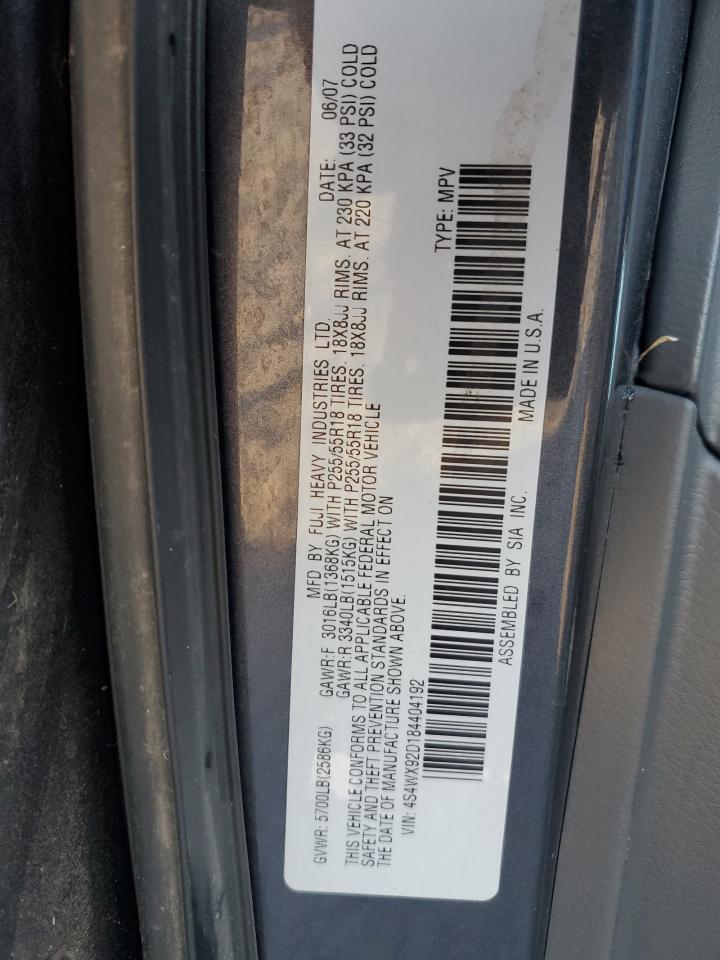 MFD BY FUJI HEAVY INDUSTRIES LTD. DATE: 06/07
GVWR: 5700LB(2586KG) GAWR:F 3016LB(1368KG) WITH P255/55R18 TIRES. 18X8JJ RIMS. AT 230 KPA (33 PSI) COLD
GAWR:R 3340LB(1515KG) WITH P255/55R18 TIRES. 18X8JJ RIMS. AT 220 KPA (32 PSI) COLD
THIS VEHICLE CONFORMS TO ALL APPLICABLE FEDERAL MOTOR VEHICLE
SAFETY AND THEFT PREVENTION STANDARDS IN EFFECT ON
THE DATE OF MANUFACTURE SHOWN ABOVE.
VIN: 4S4WX92D184404192 TYPE: MPV
ASSEMBLED BY SIA INC. MADE IN U.S.A.